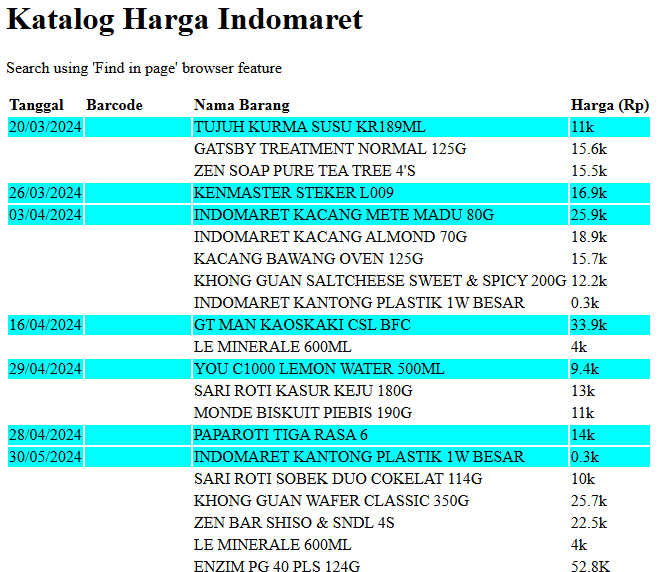 Katalog Harga Indomaret
Search using 'Find in page' browser feature
Tanggal Barcode Nama Barang Harga (Rp)
20/03/2024 TUJUH KURMA SUSU KR189ML 11k
GATSBY TREATMENT NORMAL 125G 15.6k
ZEN SOAP PURE TEA TREE 4'S 15.5k
26/03/2024 KENMASTER STEKER L009 16.9k
03/04/2024 INDOMARET KACANG METE MADU 80G 25.9k
INDOMARET KACANG ALMOND 70G 18.9k
KACANG BAWANG OVEN 125G 15.7k
KHONG GUAN SALTCHEESE SWEET & SPICY 200G 12.2k
INDOMARET KANTONG PLASTIK 1W BESAR 0.3k
16/04/2024 GT MAN KAOSKAKI CSL BFC 33.9k
LE MINERALE 600ML 4k
29/04/2024 YOU C1000 LEMON WATER 500ML 9.4k
SARI ROTI KASUR KEJU 180G 13k
MONDE BISKUIT PIEBIS 190G 11k
28/04/2024 PAPAROTI TIGA RASA 6 14k
30/05/2024 INDOMARET KANTONG PLASTIK 1W BESAR 0.3k
SARI ROTI SOBEK DUO COKELAT 114G 10k
KHONG GUAN WAFER CLASSIC 350G 25.7k
ZEN BAR SHISO & SNDL 4S 22.5k
LE MINERALE 600ML 4k
ENZIM PG 40 PLS 124G 52.8K